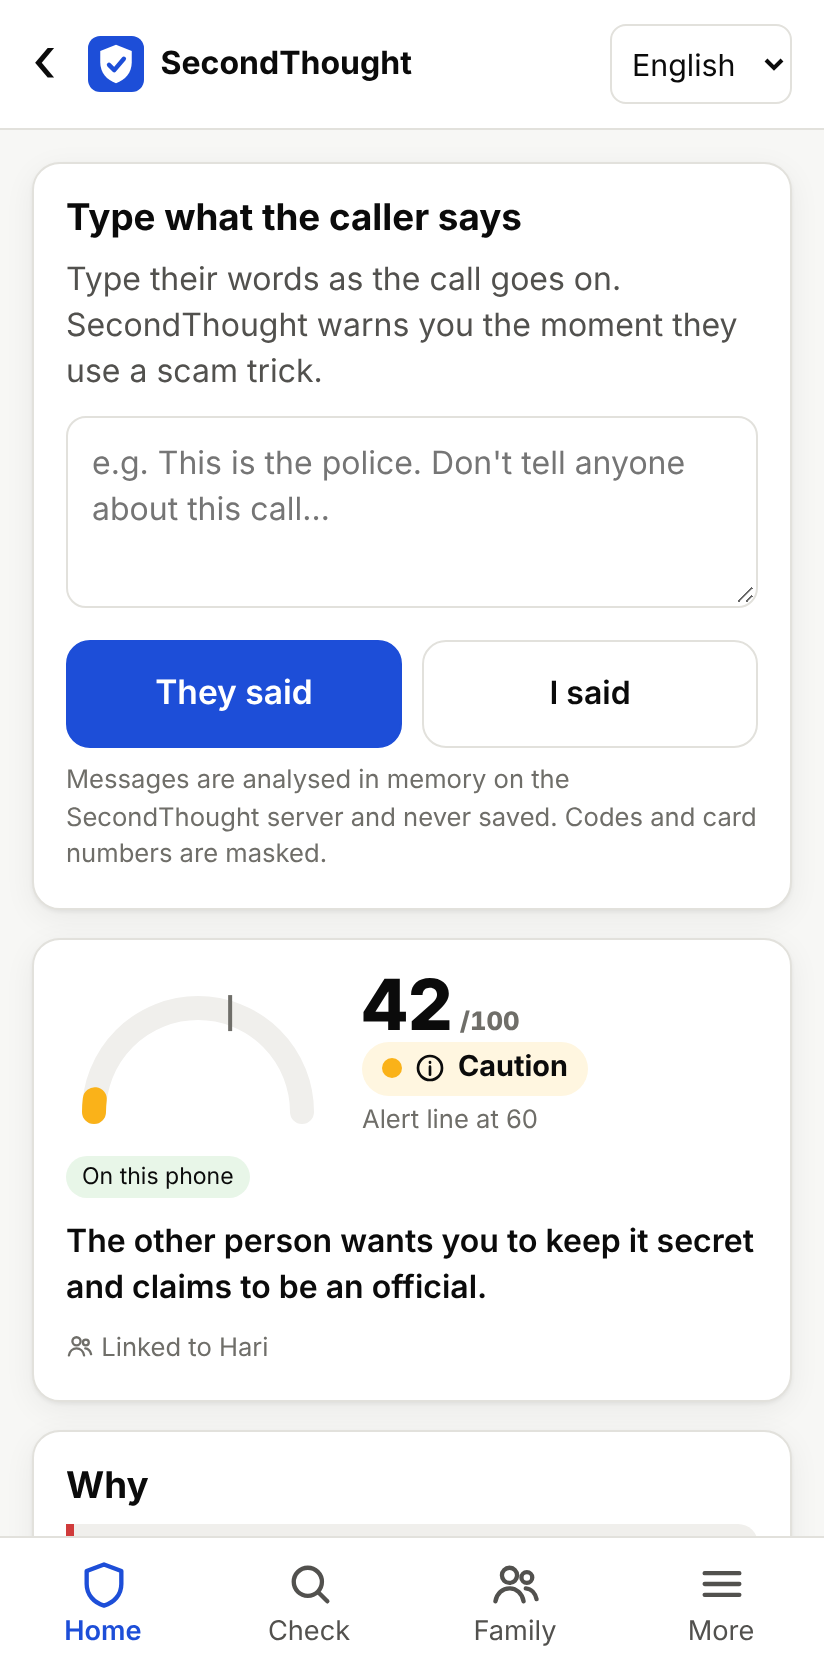 SecondThought
English
Type what the caller says
Type their words as the call goes on.
SecondThought warns you the moment they
use a scam trick.
e.g. This is the police. Don't tell anyone
about this call...
They said
I said
Messages are analysed in memory on the
SecondThought server and never saved. Codes and card
numbers are masked.
42 /100
Caution
Alert line at 60
On this phone
The other person wants you to keep it secret
and claims to be an official.
Linked to Hari
Why
Home
Check
Family
More